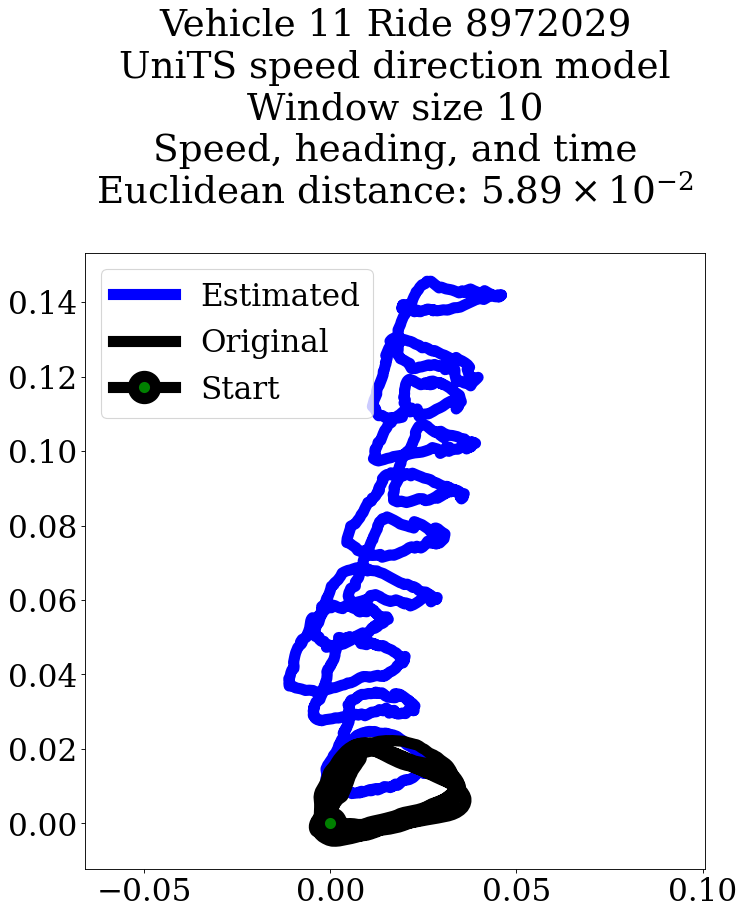 Vehicle 11 Ride 8972029
UniTS speed direction model
Window size 10
Speed, heading, and time
Euclidean distance: 5.89 × 10⁻²
Estimated
Original
Start
0.14
0.12
0.10
0.08
0.06
0.04
0.02
0.00
−0.05 0.00 0.05 0.10